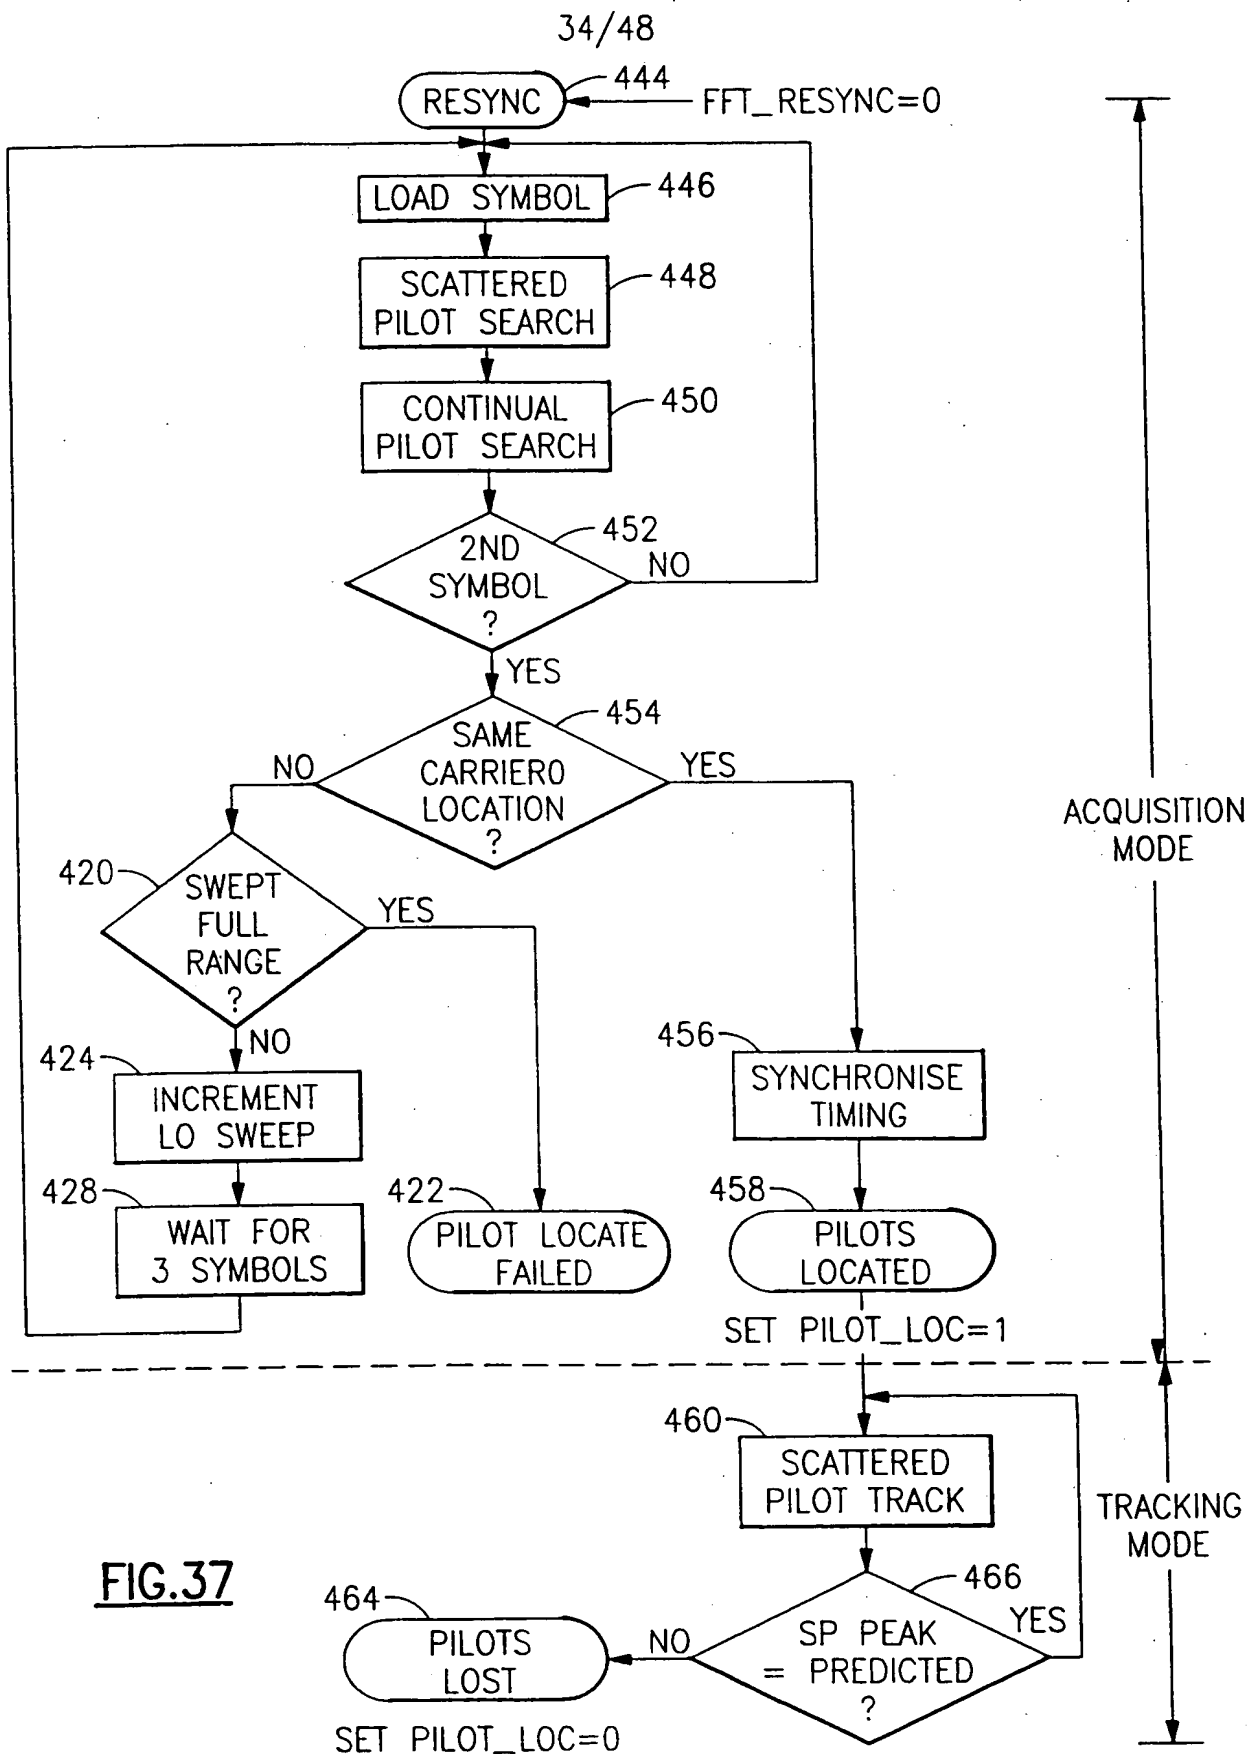 34/48
RESYNC
444
FFT_RESYNC=0
LOAD SYMBOL
446
SCATTERED
PILOT SEARCH
448
CONTINUAL
PILOT SEARCH
450
2ND
SYMBOL
?
452
NO
YES
SAME
CARRIERO
LOCATION
?
454
NO
YES
ACQUISITION
MODE
420
SWEPT
FULL
RANGE
?
YES
NO
424
INCREMENT
LO SWEEP
456
SYNCHRONISE
TIMING
428
WAIT FOR
3 SYMBOLS
422
PILOT LOCATE
FAILED
458
PILOTS
LOCATED
SET PILOT_LOC=1
460
SCATTERED
PILOT TRACK
TRACKING
MODE
FIG.37
464
PILOTS
LOST
NO
466
SP PEAK
= PREDICTED
?
YES
SET PILOT_LOC=0